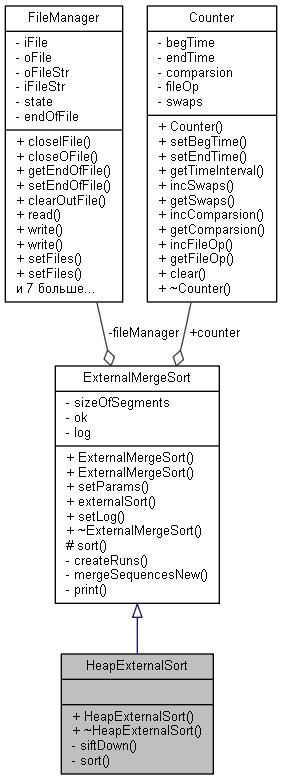 FileManager
- iFile
- oFile
- oFileStr
- iFileStr
- state
- endOfFile
+ closeIFile()
+ closeOFile()
+ getEndOfFile()
+ setEndOfFile()
+ clearOutFile()
+ read()
+ write()
+ write()
+ setFiles()
+ setFiles()
и 7 больше...
Counter
- begTime
- endTime
- comparsion
- fileOp
- swaps
+ Counter()
+ setBegTime()
+ setEndTime()
+ getTimeInterval()
+ incSwaps()
+ getSwaps()
+ incComparsion()
+ getComparsion()
+ incFileOp()
+ getFileOp()
+ clear()
+ ~Counter()
-fileManager
+counter
ExternalMergeSort
- sizeOfSegments
- ok
- log
+ ExternalMergeSort()
+ ExternalMergeSort()
+ setParams()
+ externalSort()
+ setLog()
+ ~ExternalMergeSort()
# sort()
- createRuns()
- mergeSequencesNew()
- print()
HeapExternalSort
+ HeapExternalSort()
+ ~HeapExternalSort()
- siftDown()
- sort()